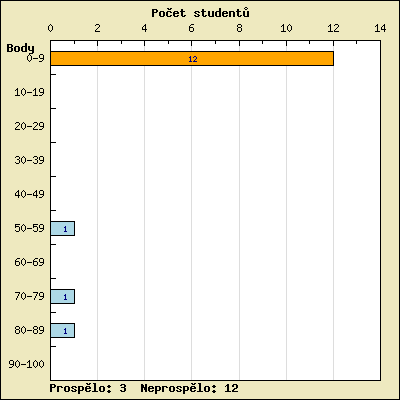 Počet studentů
0 2 4 6 8 10 12 14
Body
0-9 12
10-19
20-29
30-39
40-49
50-59 1
60-69
70-79 1
80-89 1
90-100
Prospělo: 3 Neprospělo: 12